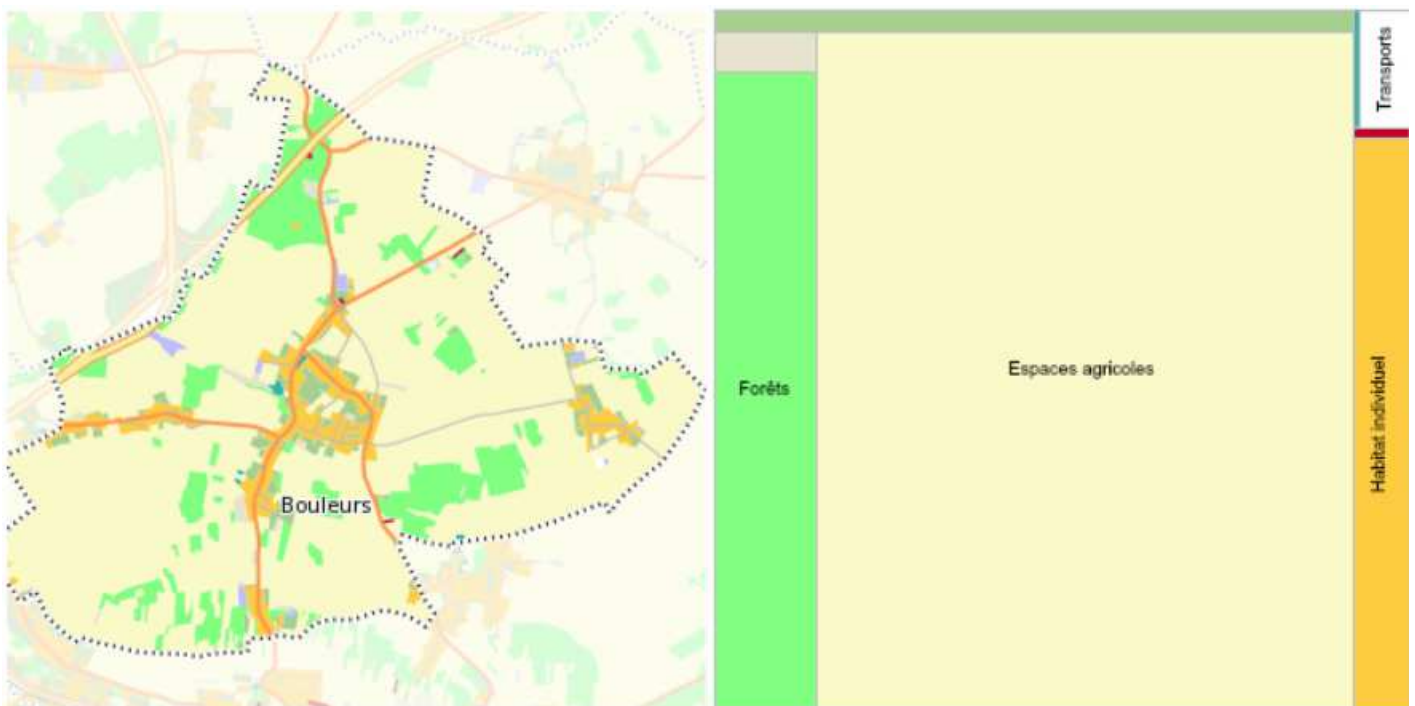 Bouleurs
Forêts
Espaces agricoles
Transports
Habitat individuel